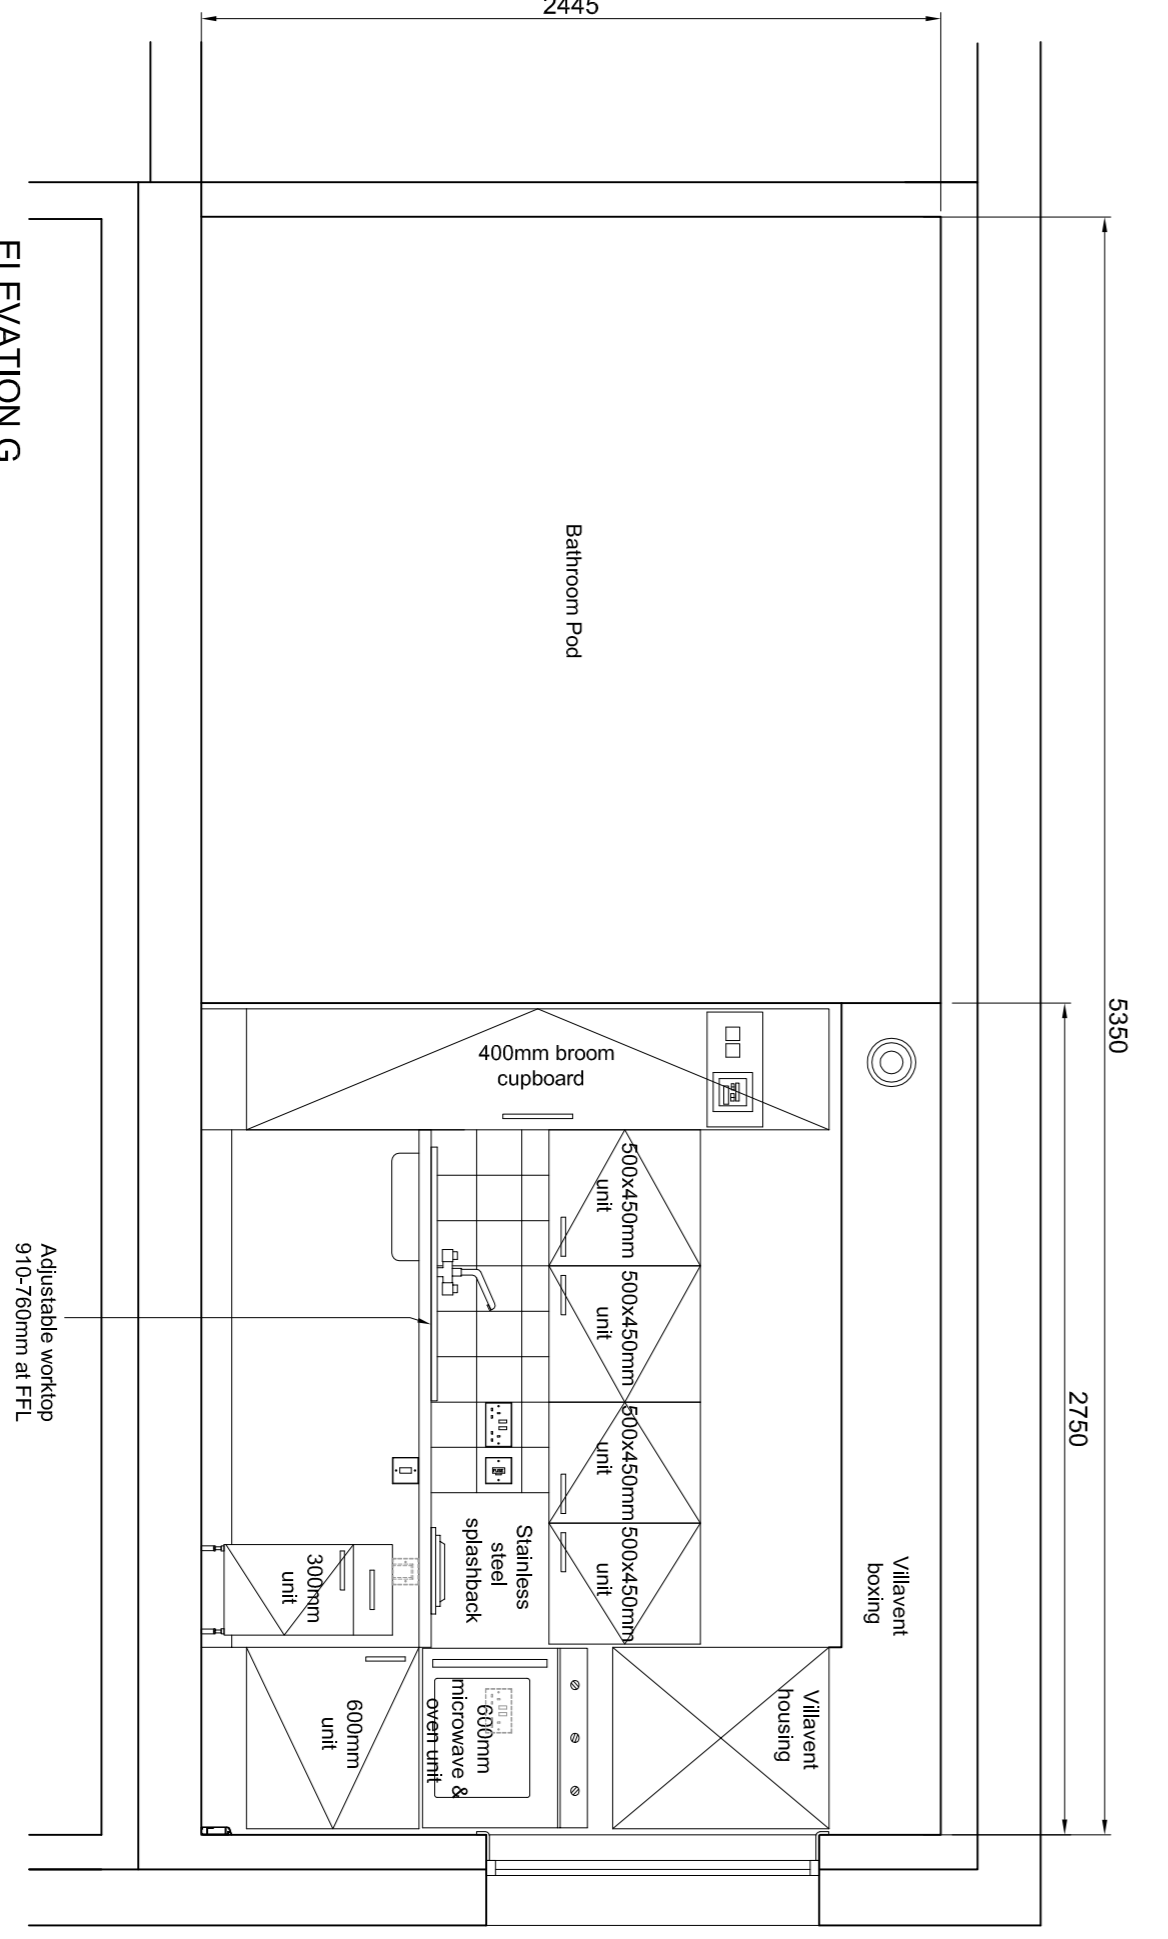 2445
5350
2750
Bathroom Pod
Villavent
boxing
400mm broom
cupboard
500x450mm
unit
500x450mm
unit
500x450mm
unit
500x450mm
unit
Stainless
steel
splashback
Villavent
housing
300mm
unit
600mm
microwave &
oven unit
600mm
unit
Adjustable worktop
910-760mm at FFL
ELEVATION G